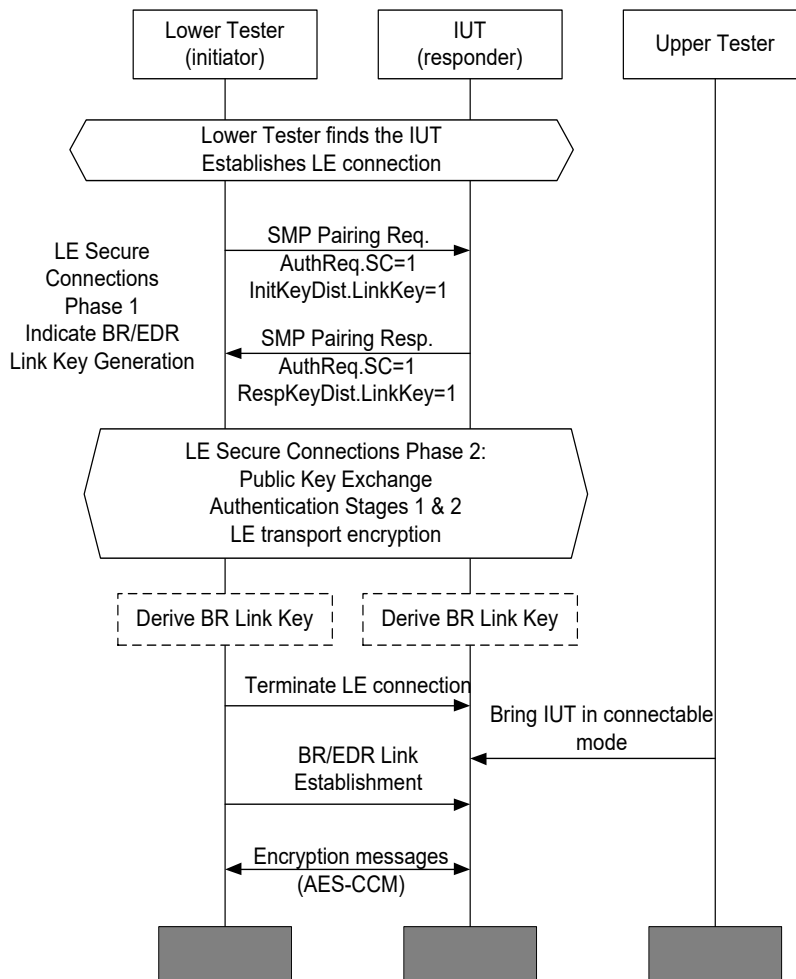 Lower Tester
(initiator)
IUT
(responder)
Upper Tester
Lower Tester finds the IUT
Establishes LE connection
LE Secure
Connections
Phase 1
Indicate BR/EDR
Link Key Generation
SMP Pairing Req.
AuthReq.SC=1
InitKeyDist.LinkKey=1
SMP Pairing Resp.
AuthReq.SC=1
RespKeyDist.LinkKey=1
LE Secure Connections Phase 2:
Public Key Exchange
Authentication Stages 1 & 2
LE transport encryption
Derive BR Link Key
Derive BR Link Key
Terminate LE connection
Bring IUT in connectable
mode
BR/EDR Link
Establishment
Encryption messages
(AES-CCM)